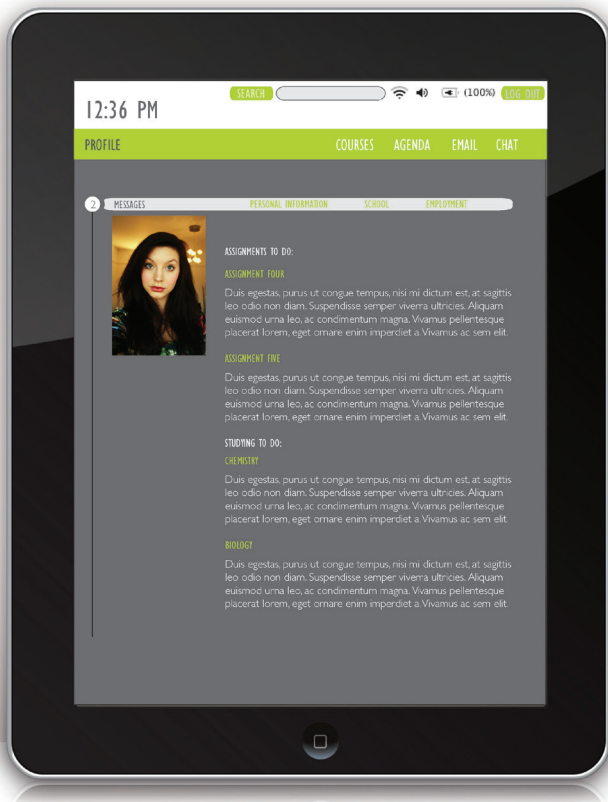 SEARCH (100%) LOG OUT
12:36 PM
PROFILE COURSES AGENDA EMAIL CHAT
2 MESSAGES PERSONAL INFORMATION SCHOOL EMPLOYMENT
ASSIGNMENTS TO DO:
ASSIGNMENT FOUR
Duis egestas, purus ut congue tempus, nisi mi dictum est, at sagittis
leo odio non diam. Suspendisse semper viverra ultricies. Aliquam
euismod urna leo, ac condimentum magna. Vivamus pellentesque
placerat lorem, eget ornare enim imperdiet a. Vivamus ac sem elit.
ASSIGNMENT FIVE
Duis egestas, purus ut congue tempus, nisi mi dictum est, at sagittis
leo odio non diam. Suspendisse semper viverra ultricies. Aliquam
euismod urna leo, ac condimentum magna. Vivamus pellentesque
placerat lorem, eget ornare enim imperdiet a. Vivamus ac sem elit.
STUDYING TO DO:
CHEMISTRY
Duis egestas, purus ut congue tempus, nisi mi dictum est, at sagittis
leo odio non diam. Suspendisse semper viverra ultricies. Aliquam
euismod urna leo, ac condimentum magna. Vivamus pellentesque
placerat lorem, eget ornare enim imperdiet a. Vivamus ac sem elit.
BIOLOGY
Duis egestas, purus ut congue tempus, nisi mi dictum est, at sagittis
leo odio non diam. Suspendisse semper viverra ultricies. Aliquam
euismod urna leo, ac condimentum magna. Vivamus pellentesque
placerat lorem, eget ornare enim imperdiet a. Vivamus ac sem elit.